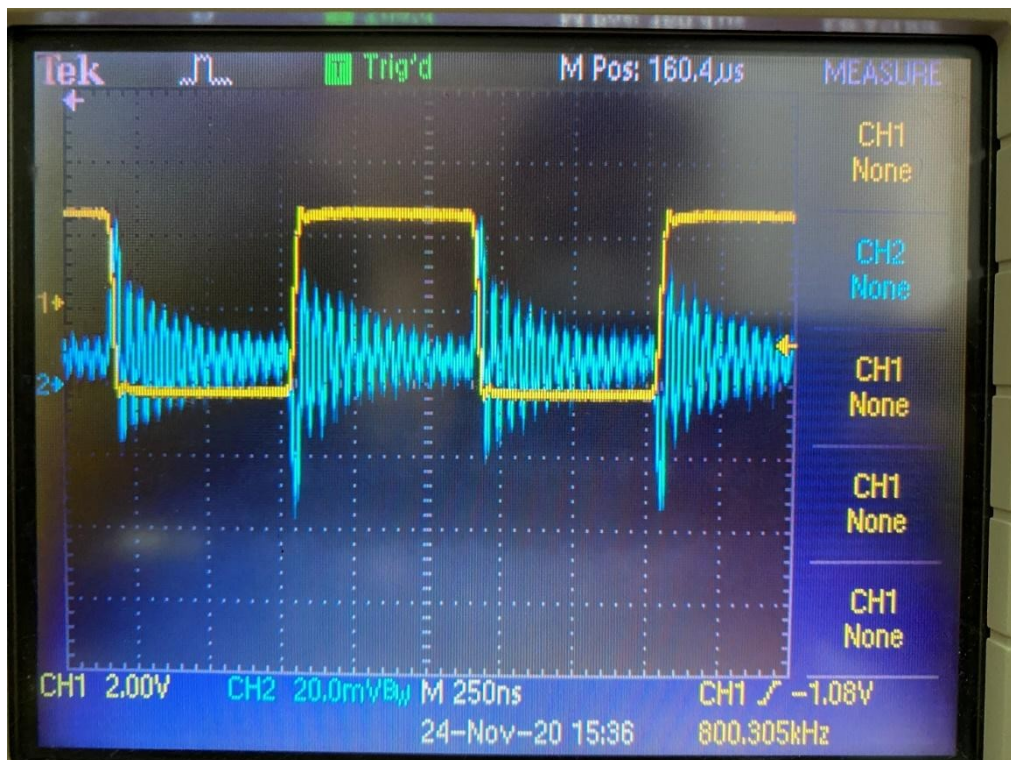 Tek T Trig'd M Pos: 160.4µs MEASURE
CH1
None
CH2
None
CH1
None
CH1
None
CH1
None
1
2
CH1 2.00V CH2 20.0mVBW M 250ns CH1 -1.08V
24-Nov-20 15:36 800.305kHz